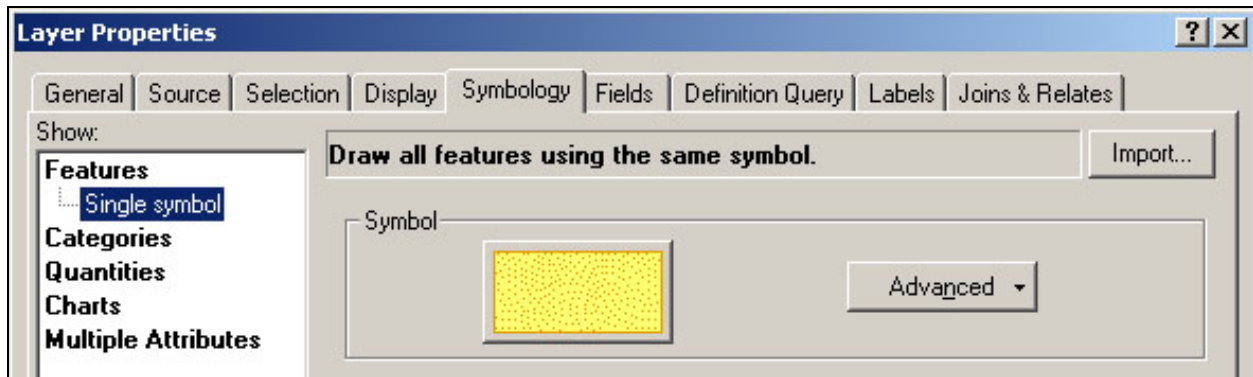 Layer Properties
General Source Selection Display Symbology Fields Definition Query Labels Joins & Relates
Show:
Features
Single symbol
Categories
Quantities
Charts
Multiple Attributes
Draw all features using the same symbol.
Import...
Symbol
Advanced